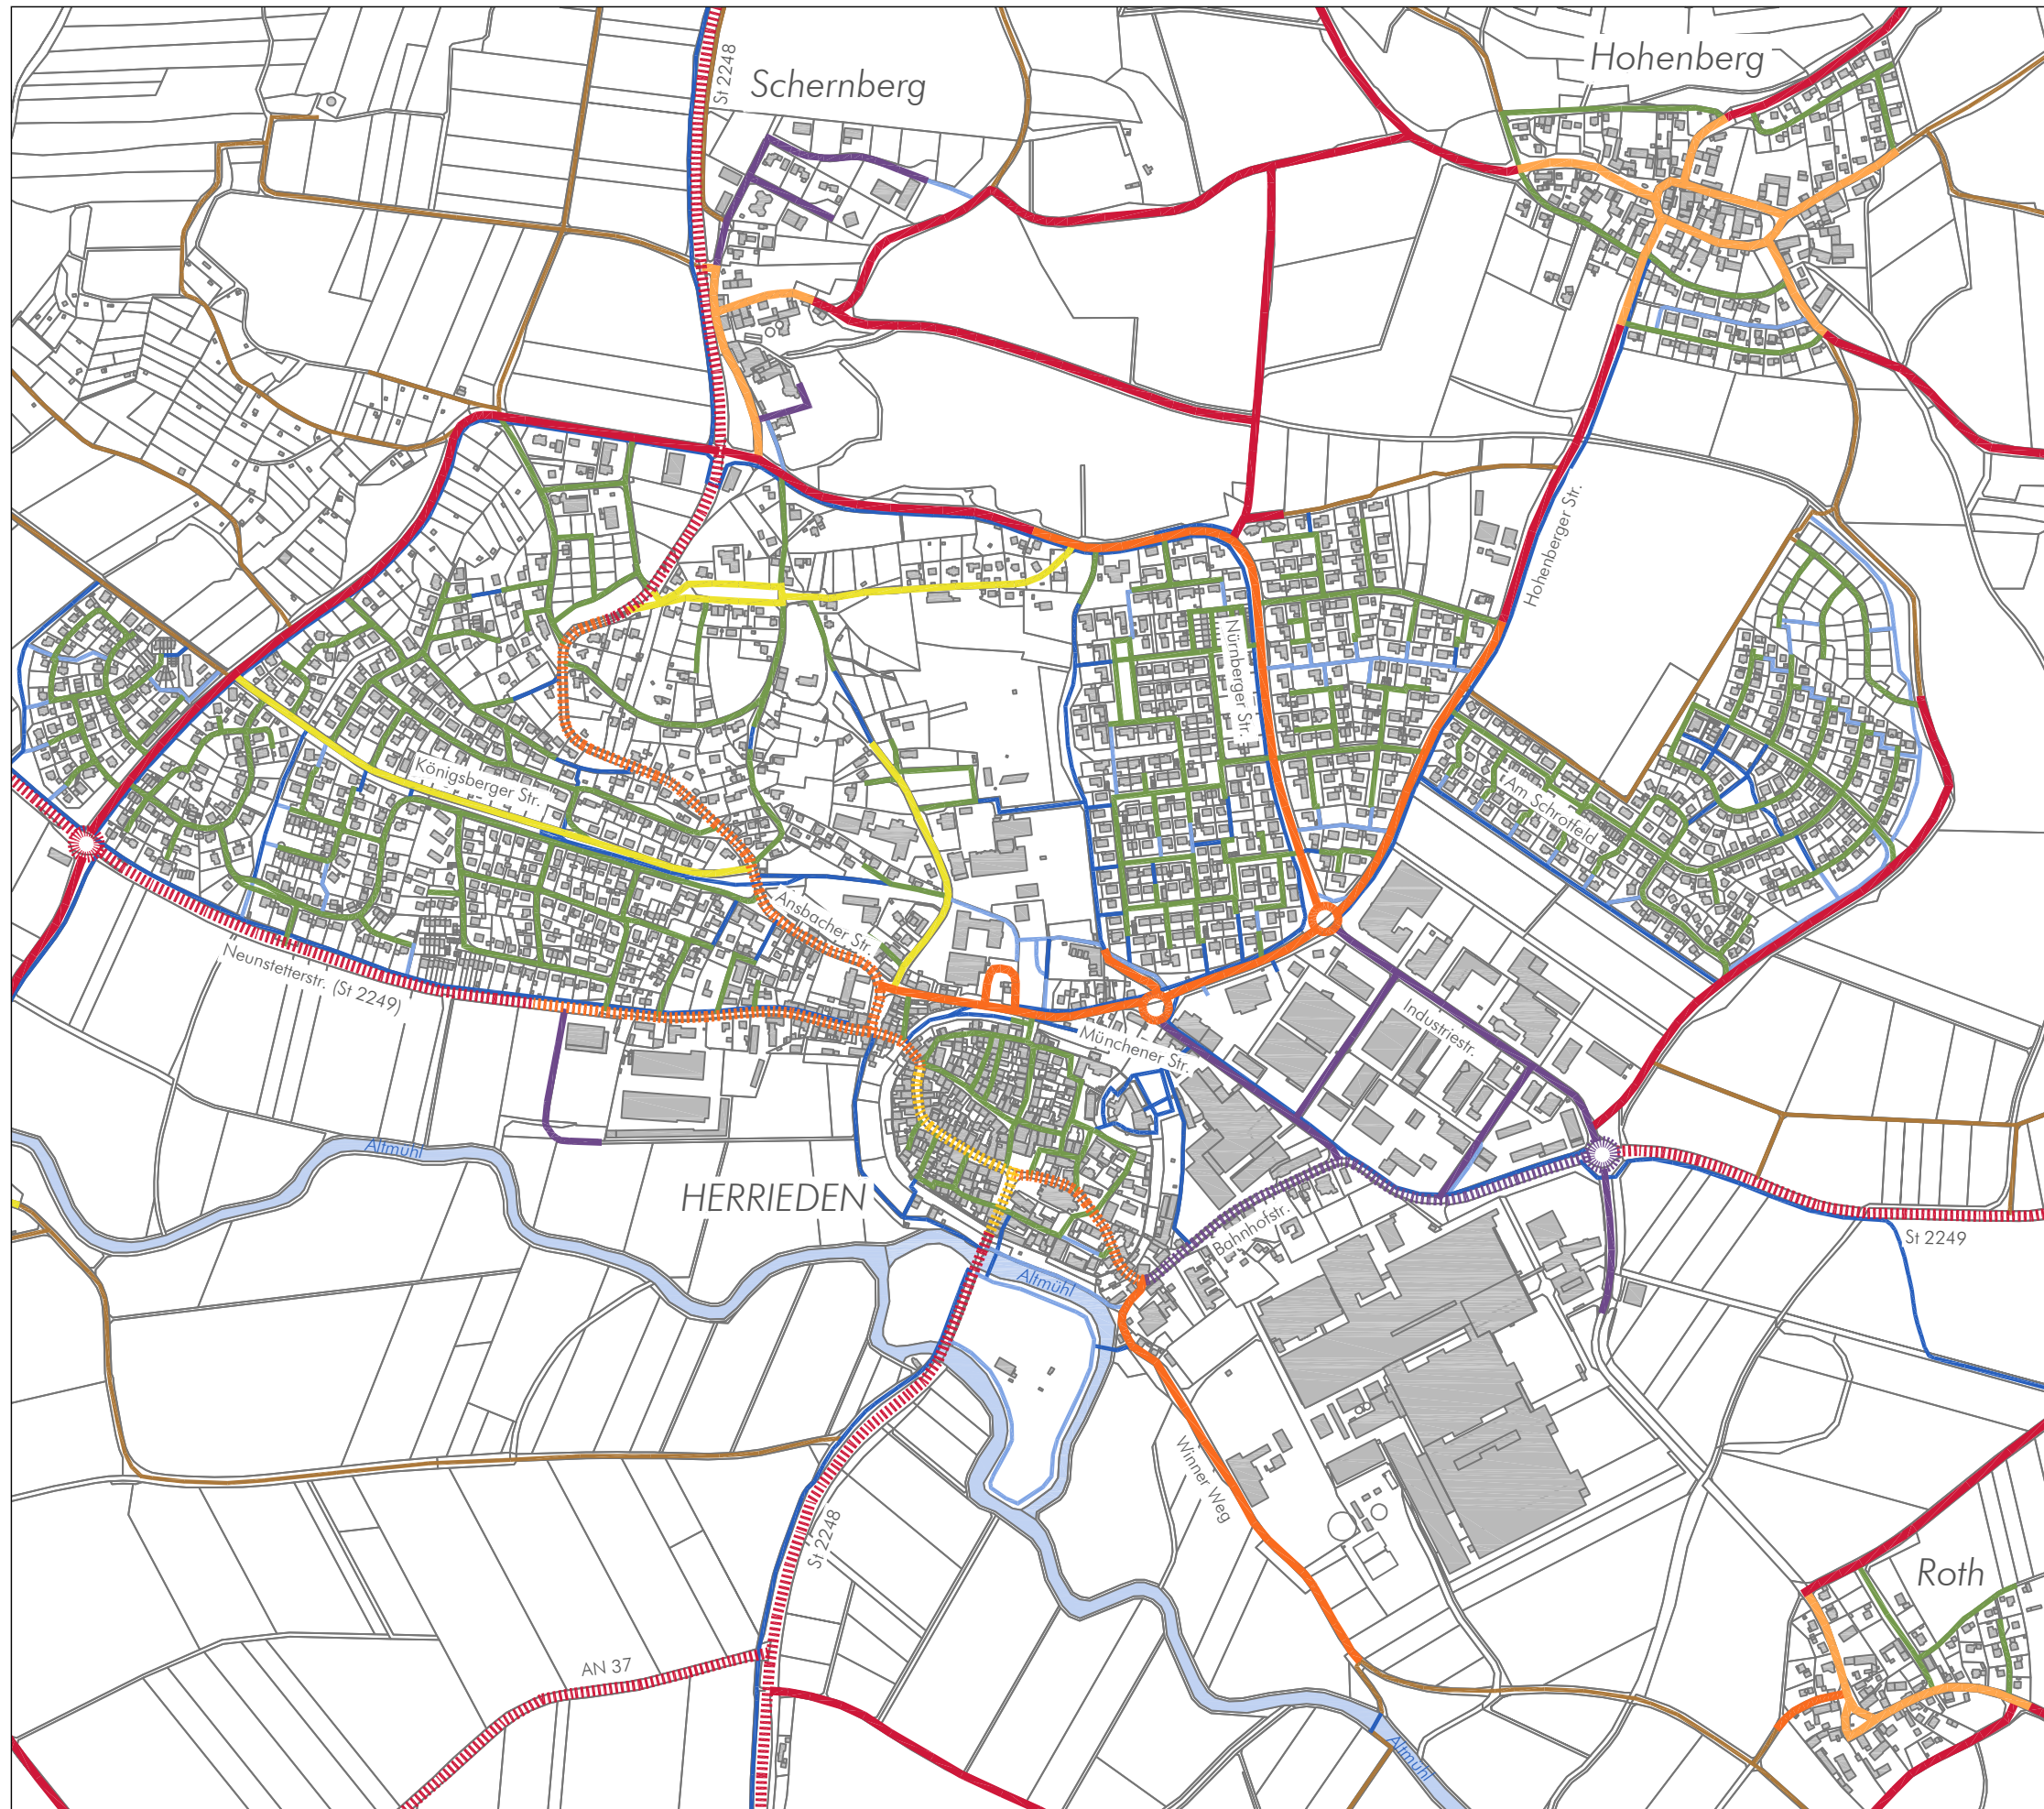 Hohenberg
St 2248
Schernberg
Hohenberger Str.
Nürnberger Str.
Königsberger Str.
Am Schrotfeld
Ansbacher Str.
Neunstetterstr. (St 2249)
Industriestr.
Münchener Str.
Altmühl
HERRIEDEN
Bahnhofstr.
St 2249
Altmühl
Winner Weg
St 2248
Roth
AN 37
Altmühl